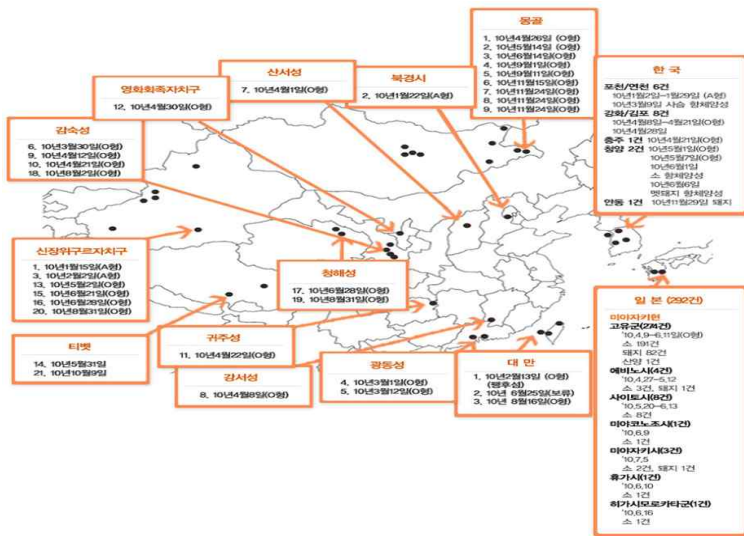 몽골
1, 10년4월26일 (O형)
2, 10년5월14일 (O형)
3, 10년6월14일(O형)
4, 10년9월1일(O형)
5, 10년9월11일(O형)
6, 10년11월15일(O형)
7, 10년11월24일(O형)
8, 10년11월24일(O형)
9, 10년11월24일(O형)
산서성
7, 10년4월1일(O형)
북경시
2, 10년1월22일(A형)
영화화족자치구
12, 10년4월30일(O형)
감숙성
6, 10년3월30일(O형)
9, 10년4월12일(O형)
10, 10년4월21일(O형)
18, 10년8월2일(O형)
한 국
포천/연천 6건
10년1월2일~1월29일 (A형)
10년3월9일 사슴 항체양성
강화/김포 8건
10년4월8일~4월21일(O형)
10년4월28일
충주 1건 10년4월21일(O형)
청양 2건 10년5월1일(O형)
10년5월7일(O형)
10년6월1일
소 항체양성
10년6월6일
멧돼지 항체양성
안동 1건 10년11월29일 돼지
신장위구르자치구
1, 10년1월15일(A형)
3, 10년2월2일(A형)
13, 10년5월2일(O형)
15, 10년6월21일(O형)
16, 10년6월28일(O형)
20, 10년8월31일(O형)
청해성
17, 10년6월28일(O형)
19, 10년8월31일(O형)
티벳
14, 10년5월31일
21, 10년10월9일
귀주성
11, 10년4월22일(O형)
강서성
8, 10년4월8일(O형)
광동성
4, 10년3월1일(O형)
5, 10년3월12일(O형)
대 만
1, 10년2월13일 (O형)
(팽후섬)
2, 10년 6월25일(보류)
3, 10년 8월16일(O형)
일 본 (292건)
미야자키현
고유군(274건)
'10,4,9~6,11일(O형)
소 191건
돼지 82건
산양 1건
에비노시(4건)
'10,4,27~5,12
소 3건, 돼지 1건
사이토시(8건)
'10,5,20~6,13
소 8건
미야코노조시(1건)
'10,6,9
소 1건
미야자키시(3건)
'10,7,5
소 2건, 돼지 1건
휴가시(1건)
'10,6,10
소 1건
히가시모로카타군(1건)
'10,6,16
소 1건